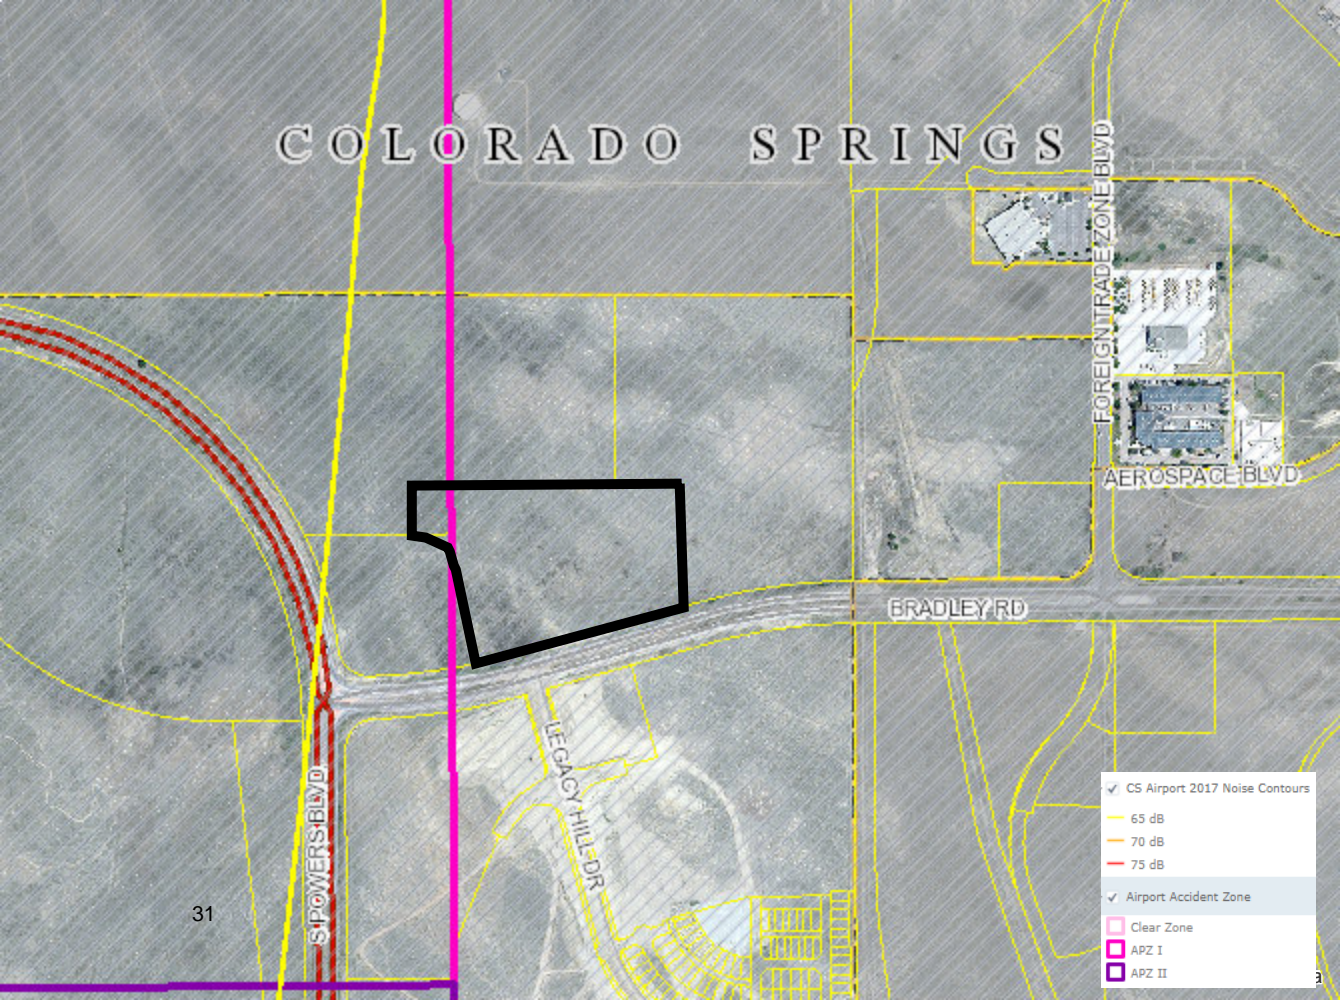 COLORADO SPRINGS
FOREIGN TRADE ZONE BLVD
AEROSPACE BLVD
BRADLEY RD
LEGACY HILL DR
S POWERS BLVD
31
CS Airport 2017 Noise Contours
65 dB
70 dB
75 dB
Airport Accident Zone
Clear Zone
APZ I
APZ II
a